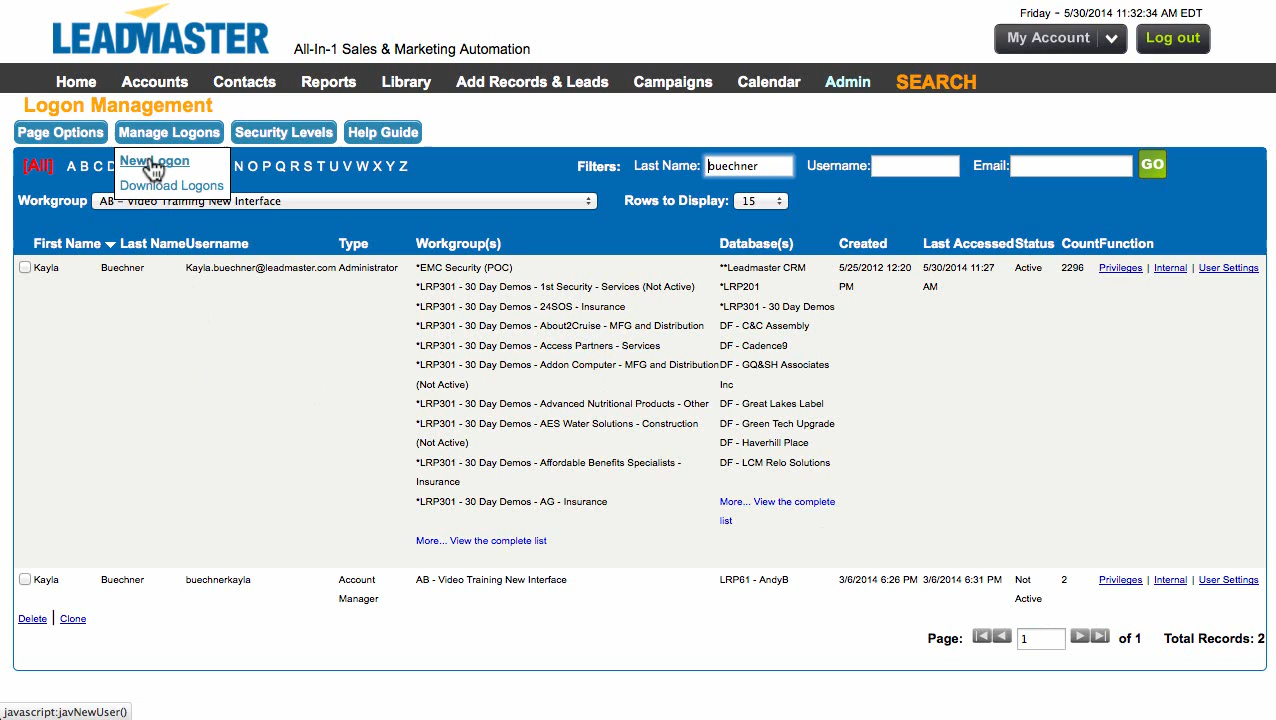 Friday - 5/30/2014 11:32:34 AM EDT
LEADMASTER All-In-1 Sales & Marketing Automation
My Account Log out
Home Accounts Contacts Reports Library Add Records & Leads Campaigns Calendar Admin SEARCH
Logon Management
Page Options Manage Logons Security Levels Help Guide
New Logon
Download Logons
[All] A B C D N O P Q R S T U V W X Y Z Filters: Last Name: buechner Username: Email: GO
Workgroup AB - Video Training New Interface Rows to Display: 15
First Name Last Name Username Type Workgroup(s) Database(s) Created Last Accessed Status Count Function
Kayla Buechner Kayla.buechner@leadmaster.com Administrator *EMC Security (POC) **Leadmaster CRM 5/25/2012 12:20 5/30/2014 11:27 Active 2296 Privileges | Internal | User Settings
*LRP301 - 30 Day Demos - 1st Security - Services (Not Active) *LRP201 PM AM
*LRP301 - 30 Day Demos - 24SOS - Insurance *LRP301 - 30 Day Demos
*LRP301 - 30 Day Demos - About2Cruise - MFG and Distribution DF - C&C Assembly
*LRP301 - 30 Day Demos - Access Partners - Services DF - Cadence9
*LRP301 - 30 Day Demos - Addon Computer - MFG and Distribution DF - GQ&SH Associates
(Not Active) Inc
*LRP301 - 30 Day Demos - Advanced Nutritional Products - Other DF - Great Lakes Label
*LRP301 - 30 Day Demos - AES Water Solutions - Construction DF - Green Tech Upgrade
(Not Active) DF - Haverhill Place
*LRP301 - 30 Day Demos - Affordable Benefits Specialists - DF - LCM Relo Solutions
Insurance
*LRP301 - 30 Day Demos - AG - Insurance More... View the complete
list
More... View the complete list
Kayla Buechner buechnerkayla Account AB - Video Training New Interface LRP61 - AndyB 3/6/2014 6:26 PM 3/6/2014 6:31 PM Not 2 Privileges | Internal | User Settings
Manager Active
Delete | Clone
Page: 1 of 1 Total Records: 2
javascript:javNewUser()